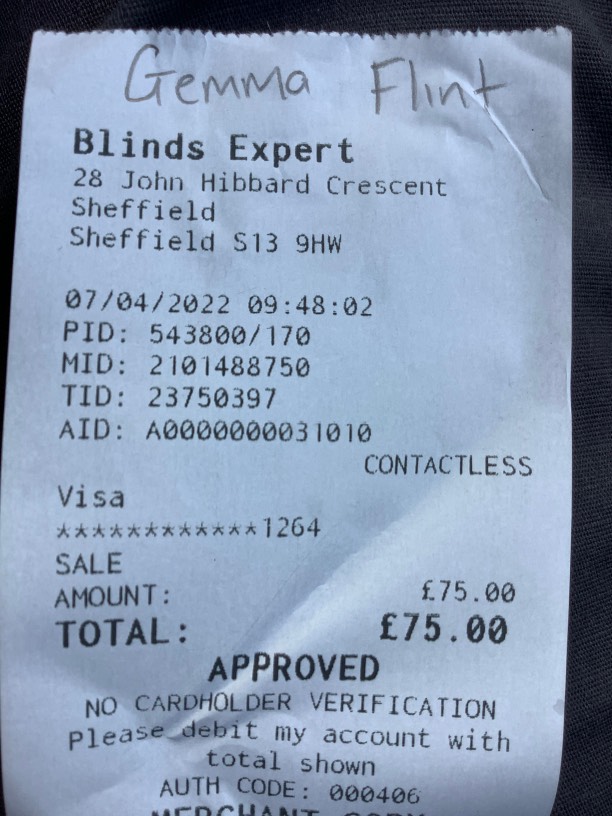 Gemma Flint
Blinds Expert
28 John Hibbard Crescent
Sheffield
Sheffield S13 9HW
07/04/2022 09:48:02
PID: 543800/170
MID: 2101488750
TID: 23750397
AID: A0000000031010
CONTACTLESS
Visa
************1264
SALE
AMOUNT: £75.00
TOTAL: £75.00
APPROVED
NO CARDHOLDER VERIFICATION
Please debit my account with
total shown
AUTH CODE: 000406
MERCHANT COPY